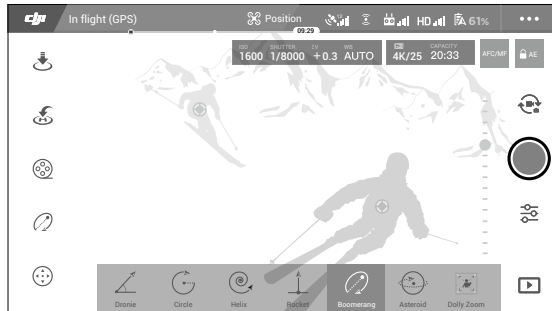 dji In flight (GPS) Position HD 61%
09:29
ISO SHUTTER EV WB CAPACITY
1600 1/8000 +0.3 AUTO 4K/25 20:33 AFC/MF AE
Dronie Circle Helix Rocket Boomerang Asteroid Dolly Zoom